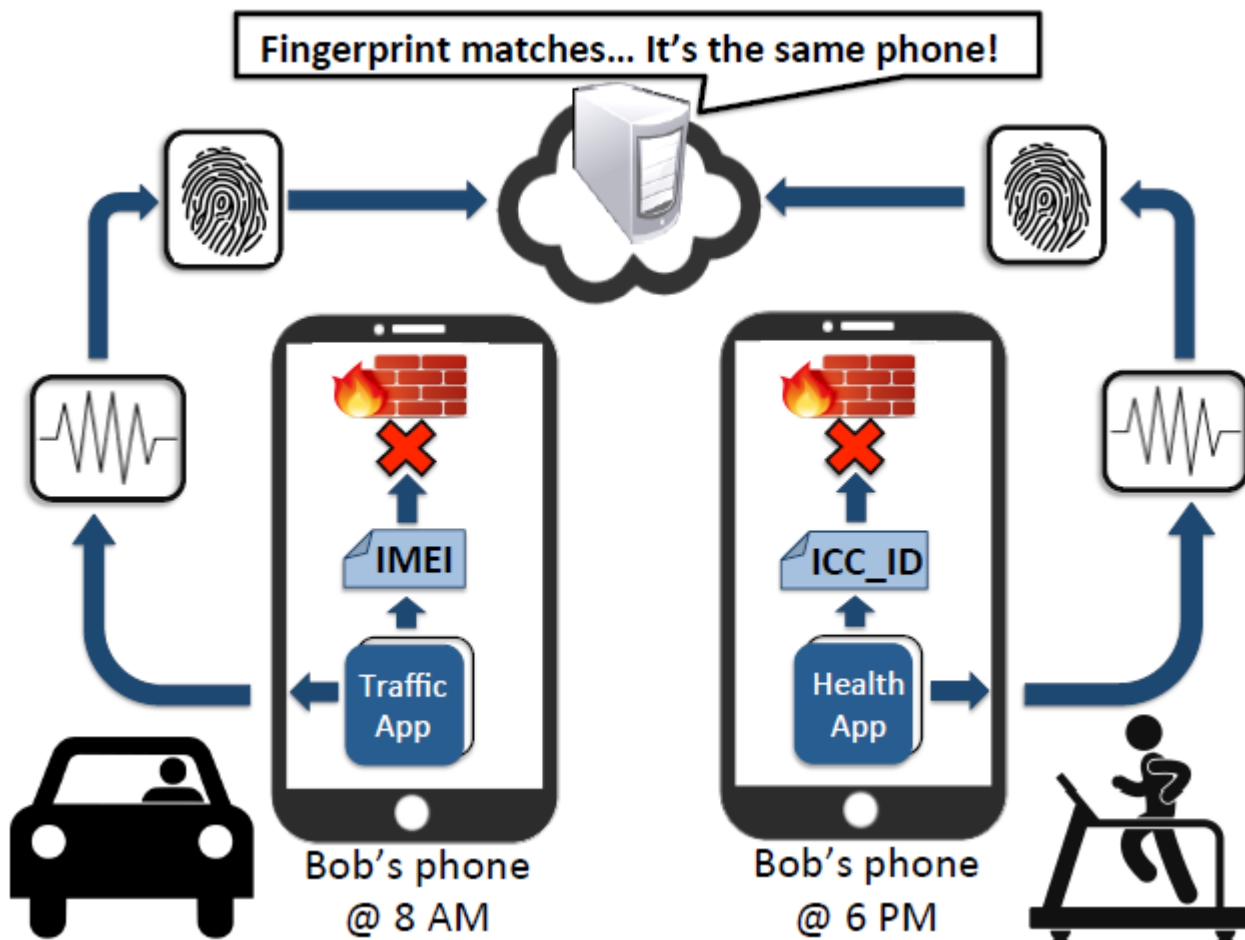 Fingerprint matches... It's the same phone!
IMEI
ICC_ID
Traffic
App
Health
App
Bob's phone
@ 8 AM
Bob's phone
@ 6 PM